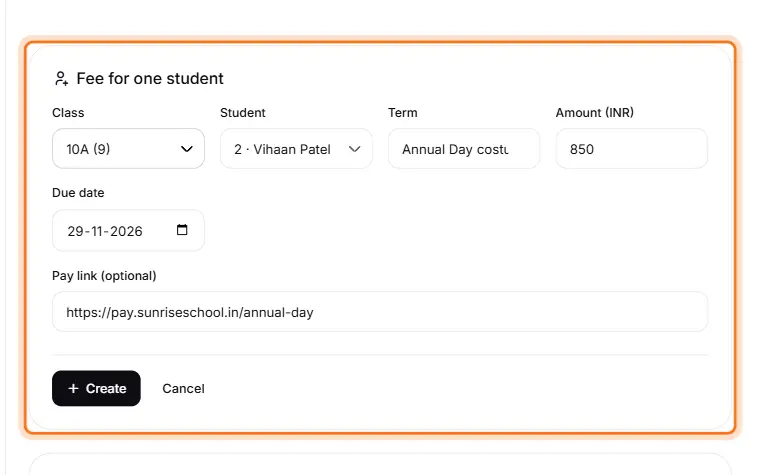 Fee for one student
Class Student Term Amount (INR)
10A (9) 2 · Vihaan Patel Annual Day 850
Due date
29-11-2026
Pay link (optional)
https://pay.sunriseschool.in/annual-day
+ Create Cancel